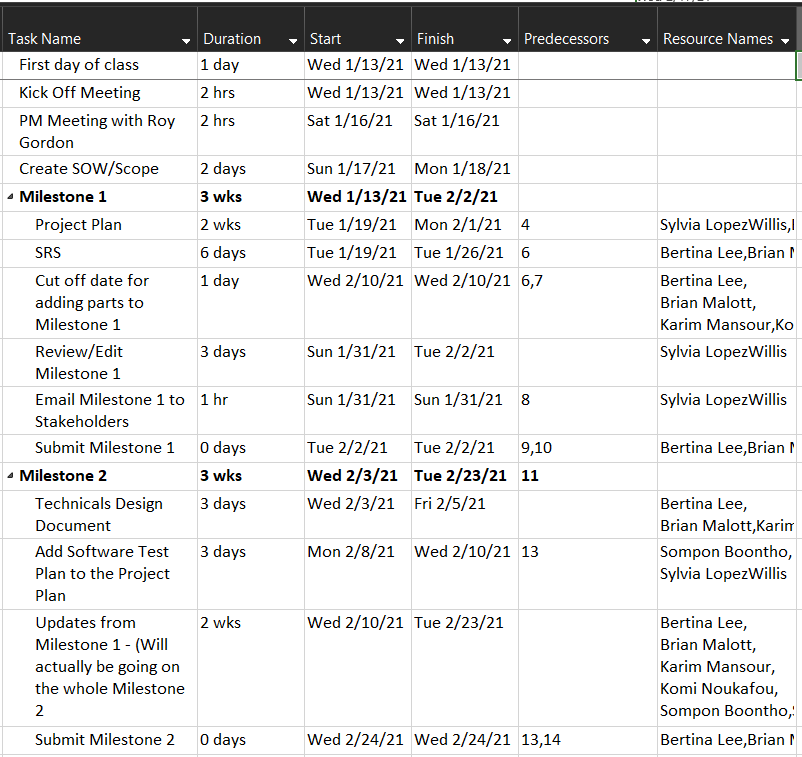 Task Name Duration Start Finish Predecessors Resource Names
First day of class 1 day Wed 1/13/21 Wed 1/13/21
Kick Off Meeting 2 hrs Wed 1/13/21 Wed 1/13/21
PM Meeting with Roy 2 hrs Sat 1/16/21 Sat 1/16/21
Gordon
Create SOW/Scope 2 days Sun 1/17/21 Mon 1/18/21
Milestone 1 3 wks Wed 1/13/21 Tue 2/2/21
Project Plan 2 wks Tue 1/19/21 Mon 2/1/21 4 Sylvia LopezWillis,
SRS 6 days Tue 1/19/21 Tue 1/26/21 6 Bertina Lee,Brian
Cut off date for 1 day Wed 2/10/21 Wed 2/10/21 6,7 Bertina Lee,
adding parts to Brian Malott,
Milestone 1 Karim Mansour,Ko
Review/Edit 3 days Sun 1/31/21 Tue 2/2/21 Sylvia LopezWillis
Milestone 1
Email Milestone 1 to 1 hr Sun 1/31/21 Sun 1/31/21 8 Sylvia LopezWillis
Stakeholders
Submit Milestone 1 0 days Tue 2/2/21 Tue 2/2/21 9,10 Bertina Lee,Brian
Milestone 2 3 wks Wed 2/3/21 Tue 2/23/21 11
Technicals Design 3 days Wed 2/3/21 Fri 2/5/21 Bertina Lee,
Document Brian Malott,Karim
Add Software Test 3 days Mon 2/8/21 Wed 2/10/21 13 Sompon Boontho,
Plan to the Project Sylvia LopezWillis
Plan
Updates from 2 wks Wed 2/10/21 Tue 2/23/21 Bertina Lee,
Milestone 1 - (Will Brian Malott,
actually be going on Karim Mansour,
the whole Milestone Komi Noukafou,
2 Sompon Boontho,
Submit Milestone 2 0 days Wed 2/24/21 Wed 2/24/21 13,14 Bertina Lee,Brian